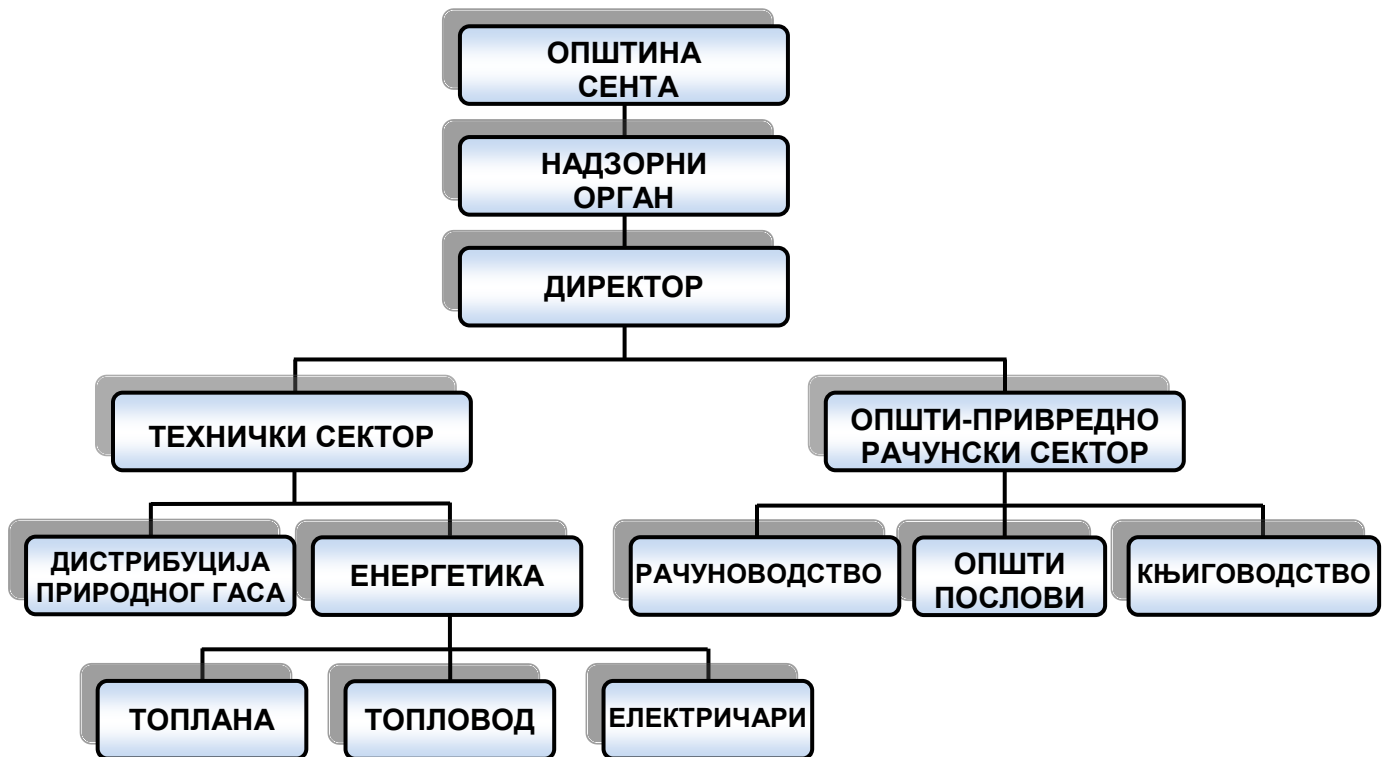 ОПШТИНА
СЕНТА
НАДЗОРНИ
ОРГАН
ДИРЕКТОР
ТЕХНИЧКИ СЕКТОР
ОПШТИ-ПРИВРЕДНО
РАЧУНСКИ СЕКТОР
ДИСТРИБУЦИЈА
ПРИРОДНОГ ГАСА
ЕНЕРГЕТИКА
РАЧУНОВОДСТВО
ОПШТИ
ПОСЛОВИ
КЊИГОВОДСТВО
ТОПЛАНА
ТОПЛОВОД
ЕЛЕКТРИЧАРИ